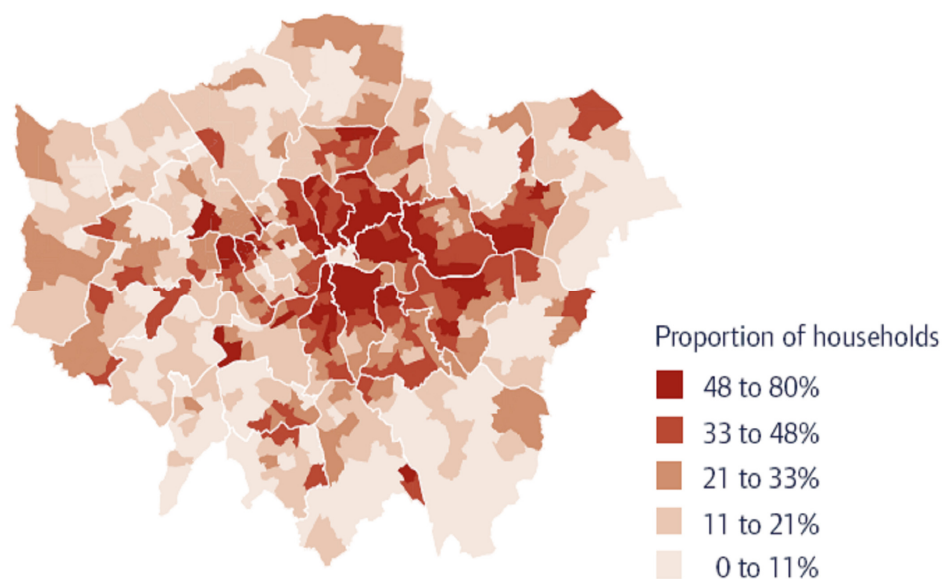 Proportion of households
48 to 80%
33 to 48%
21 to 33%
11 to 21%
0 to 11%